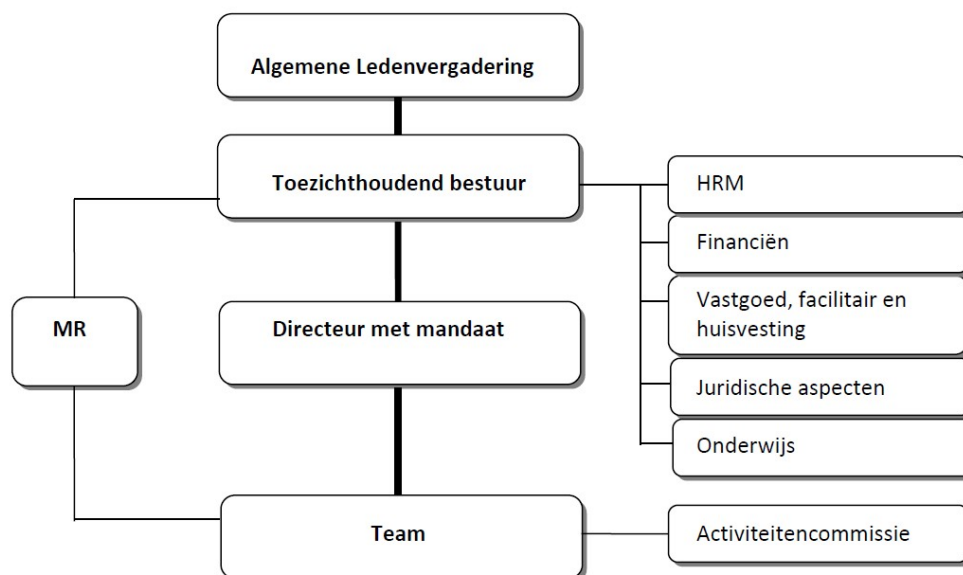 Algemene Ledenvergadering
Toezichthoudend bestuur
HRM
Financiën
Vastgoed, facilitair en
huisvesting
MR
Directeur met mandaat
Juridische aspecten
Onderwijs
Team
Activiteitencommissie